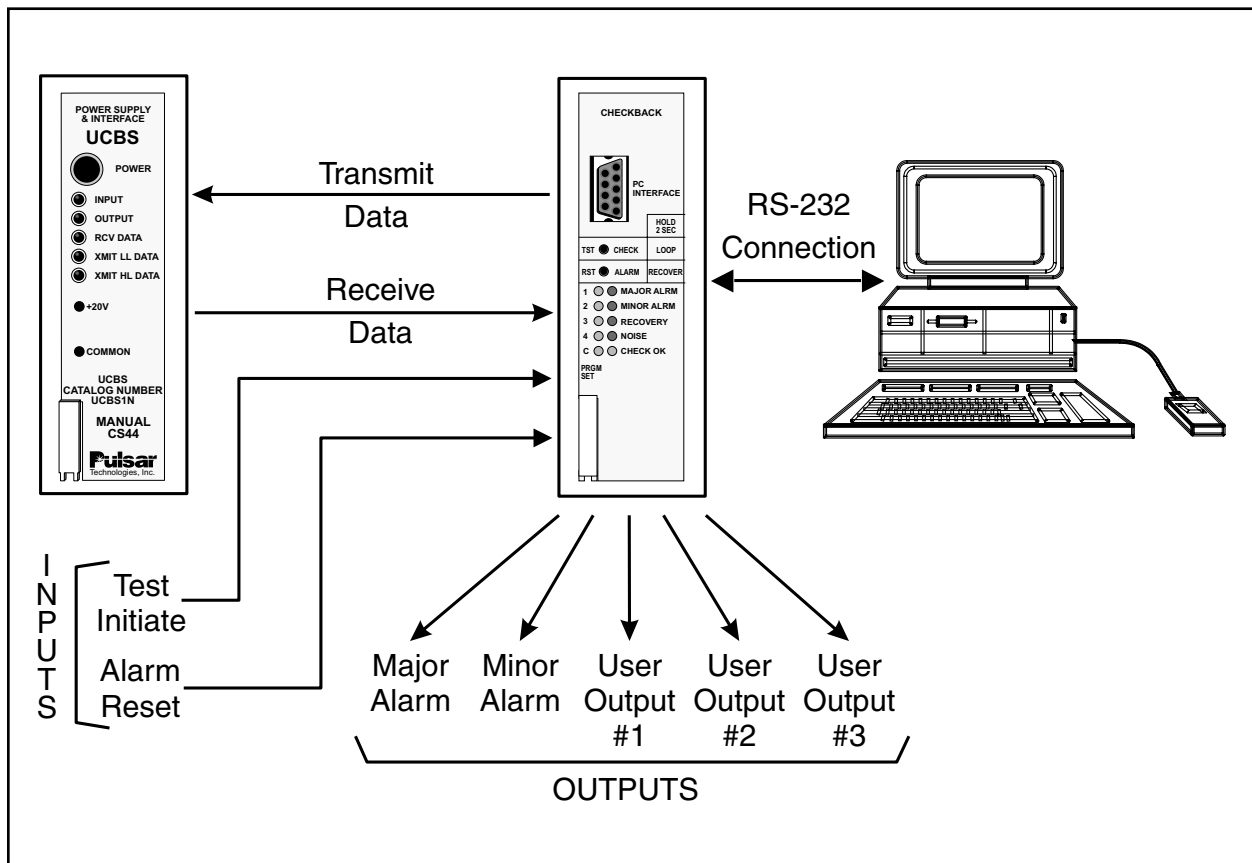 POWER SUPPLY
& INTERFACE
UCBS
POWER
INPUT
OUTPUT
RCV DATA
XMIT LL DATA
XMIT HL DATA
+20V
COMMON
UCBS
CATALOG NUMBER
UCBS1N
MANUAL
CS44
Pulsar
Technologies, Inc.
Transmit
Data
Receive
Data
CHECKBACK
PC
INTERFACE
HOLD
2 SEC
TST CHECK LOOP
RST ALARM RECOVER
1 MAJOR ALRM
2 MINOR ALRM
3 RECOVERY
4 NOISE
C CHECK OK
PRGM
SET
RS-232
Connection
INPUTS
Test
Initiate
Alarm
Reset
Major
Alarm
Minor
Alarm
User
Output
#1
User
Output
#2
User
Output
#3
OUTPUTS